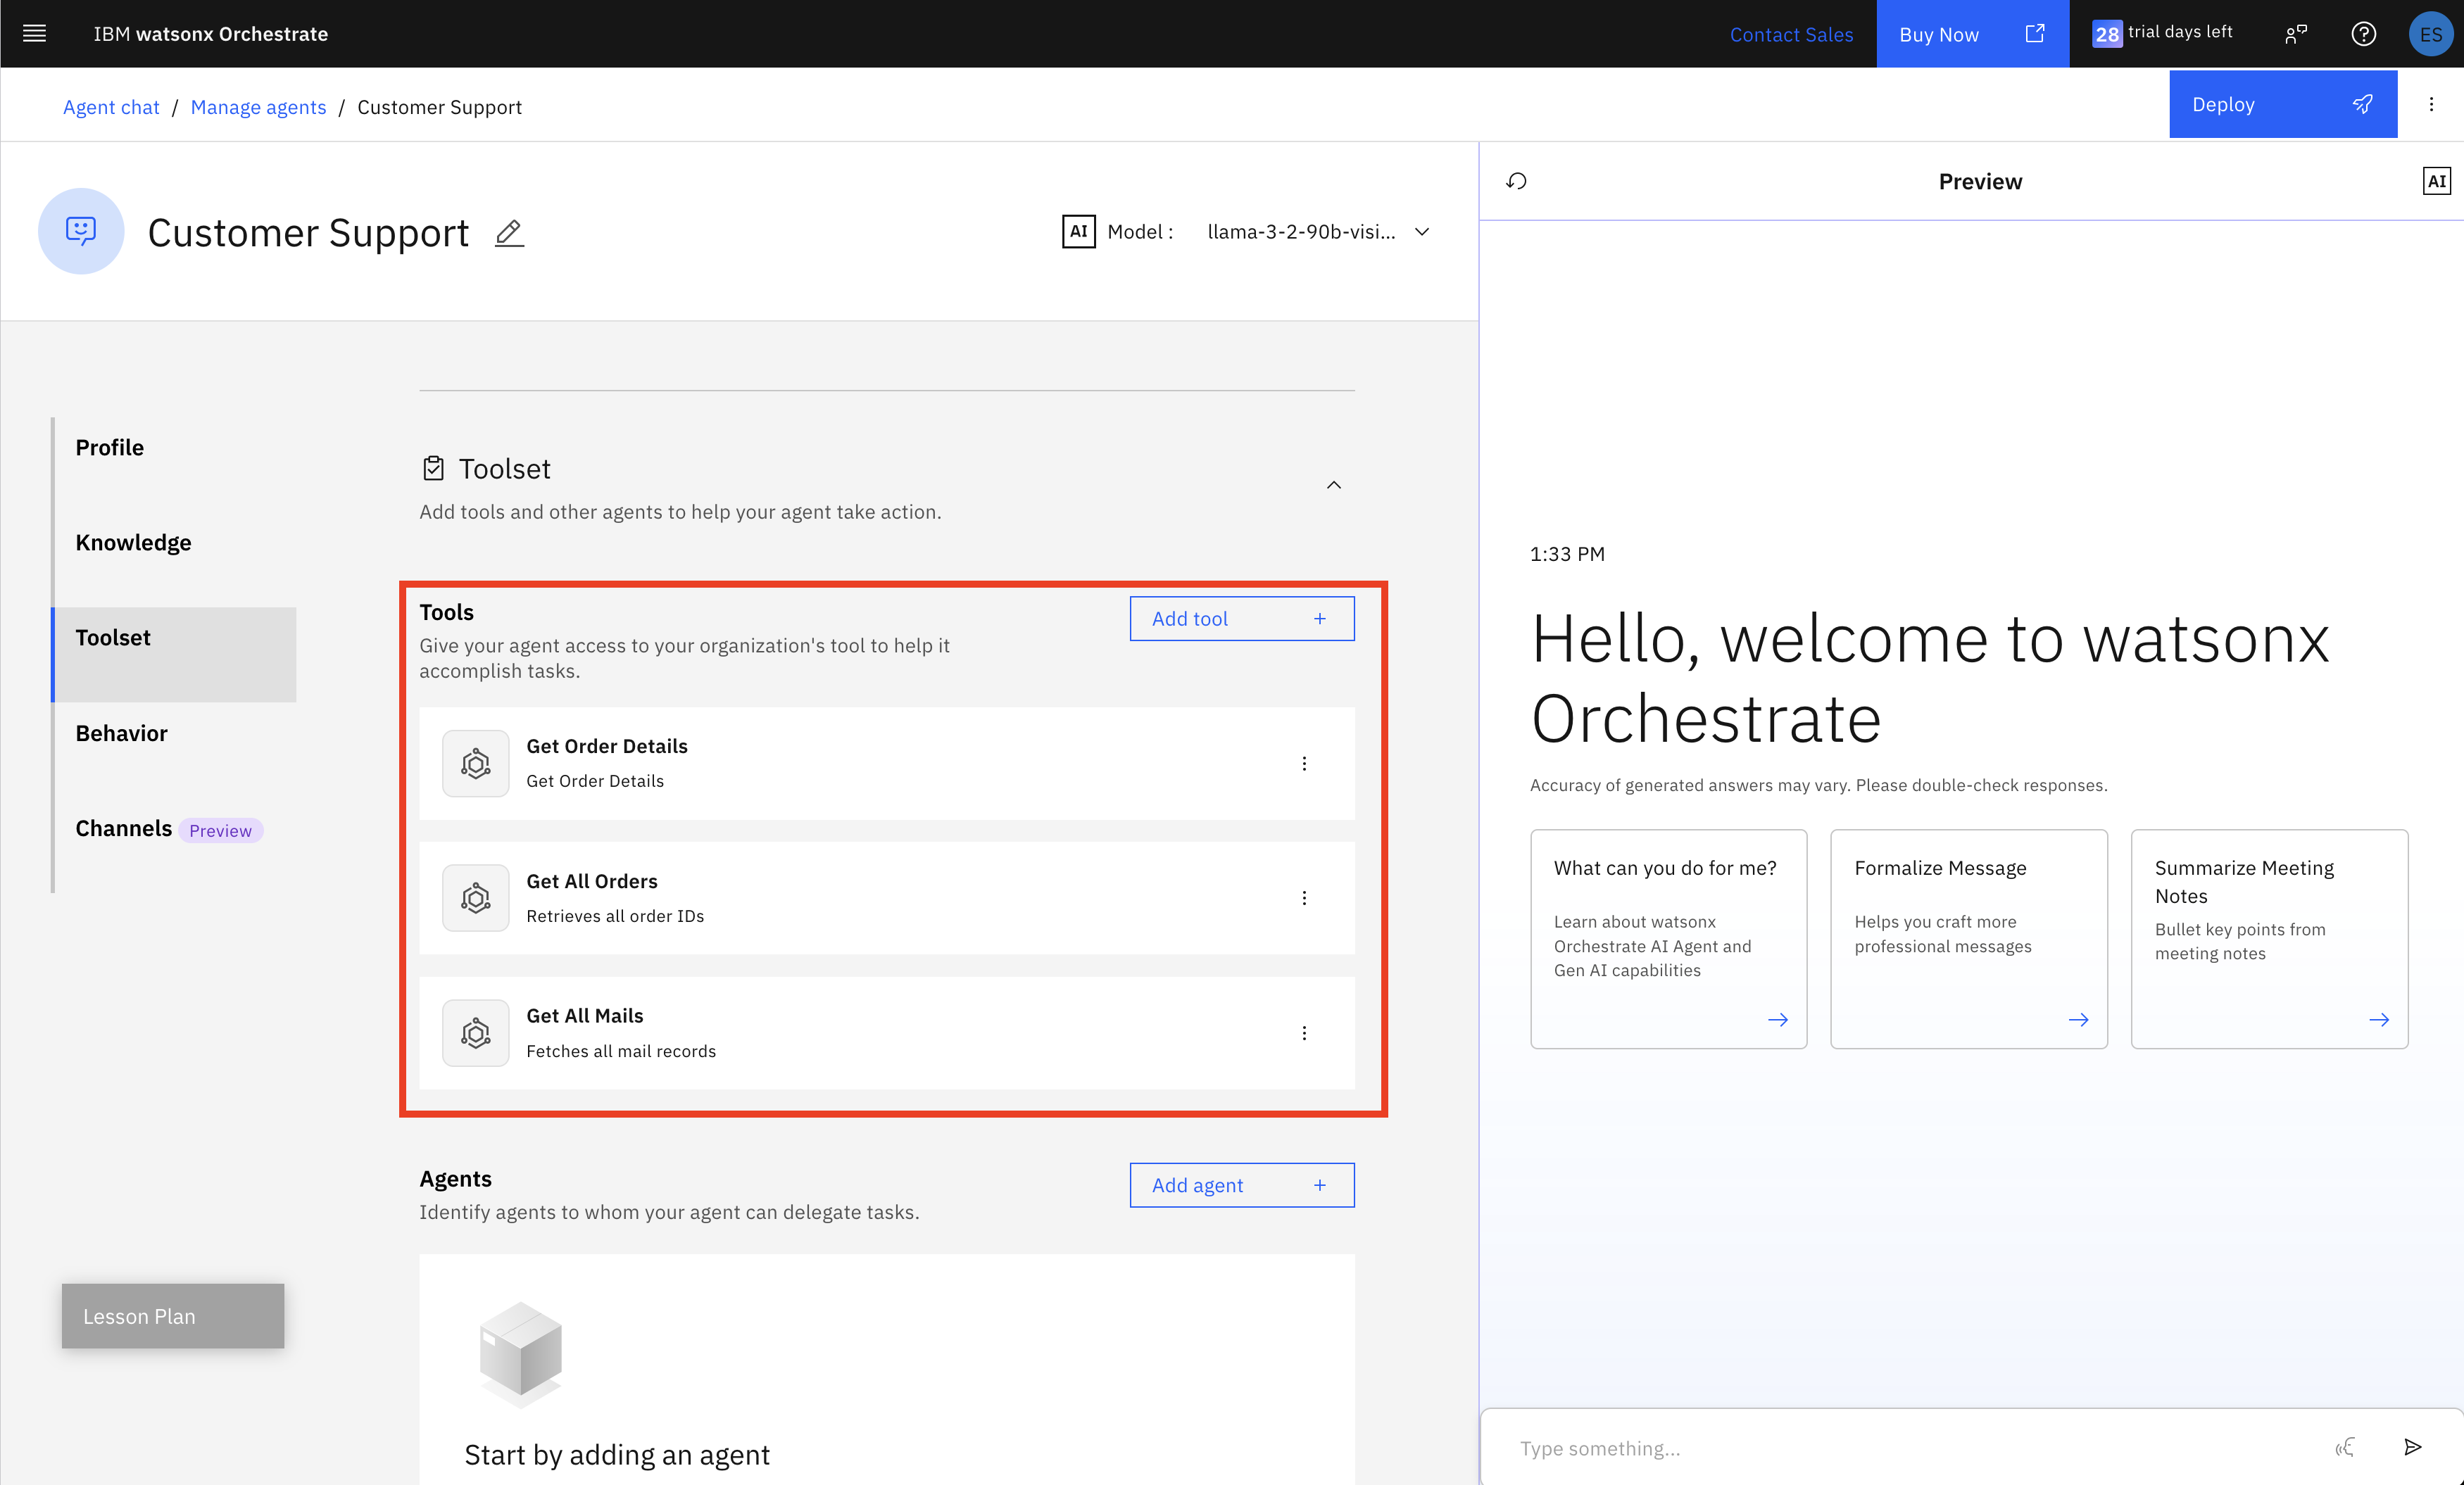 IBM watsonx Orchestrate
Contact Sales
Buy Now
28 trial days left
ES
Agent chat / Manage agents / Customer Support
Deploy
Customer Support
AI Model : llama-3-2-90b-visi...
Preview
AI
Profile
Knowledge
Toolset
Behavior
Channels Preview
Lesson Plan
Toolset
Add tools and other agents to help your agent take action.
Tools
Add tool +
Give your agent access to your organization's tool to help it
accomplish tasks.
Get Order Details
Get Order Details
Get All Orders
Retrieves all order IDs
Get All Mails
Fetches all mail records
Agents
Add agent +
Identify agents to whom your agent can delegate tasks.
Start by adding an agent
1:33 PM
Hello, welcome to watsonx
Orchestrate
Accuracy of generated answers may vary. Please double-check responses.
What can you do for me?
Learn about watsonx
Orchestrate AI Agent and
Gen AI capabilities
Formalize Message
Helps you craft more
professional messages
Summarize Meeting
Notes
Bullet key points from
meeting notes
Type something...